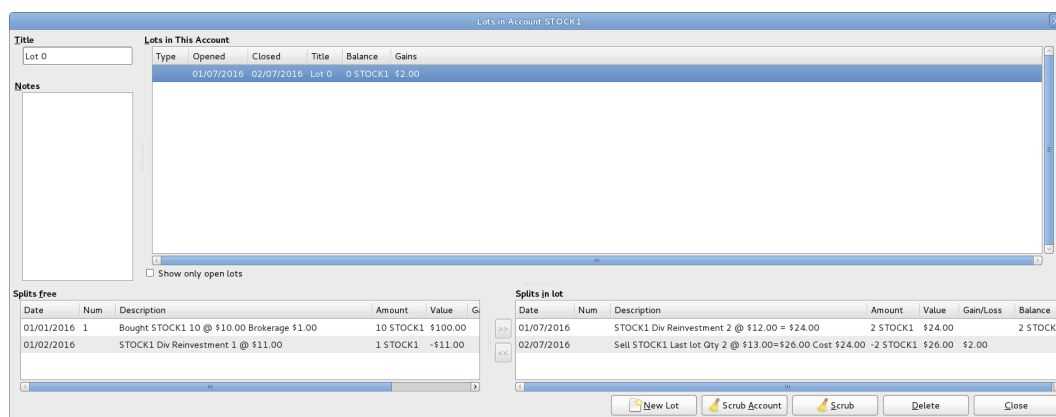 Lots in Account STOCK1
Title
Lot 0
Notes
Lots in This Account
Type Opened Closed Title Balance Gains
01/07/2016 02/07/2016 Lot 0 0 STOCK1 $2.00
Show only open lots
Splits free
Date Num Description Amount Value
01/01/2016 1 Bought STOCK1 10 @ $10.00 Brokerage $1.00 10 STOCK1 $100.00
01/02/2016 STOCK1 Div Reinvestment 1 @ $11.00 1 STOCK1 -$11.00
>>
<<
Splits in lot
Date Num Description Amount Value Gain/Loss Balance
01/07/2016 STOCK1 Div Reinvestment 2 @ $12.00 = $24.00 2 STOCK1 $24.00 2 STOCK
02/07/2016 Sell STOCK1 Last lot Qty 2 @ $13.00=$26.00 Cost $24.00 -2 STOCK1 $26.00 $2.00
New Lot
Scrub Account
Scrub
Delete
Close